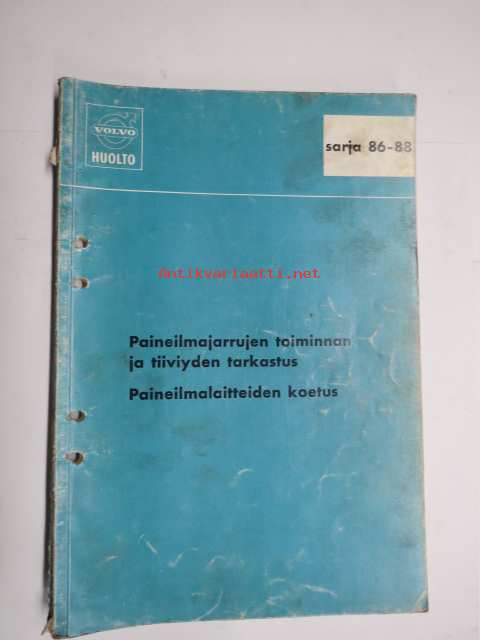 VOLVO
HUOLTO
sarja 86-88
Antikvariaatti.net
Paineilmajarrujen toiminnan
ja tiiviyden tarkastus
Paineilmalaitteiden koetus